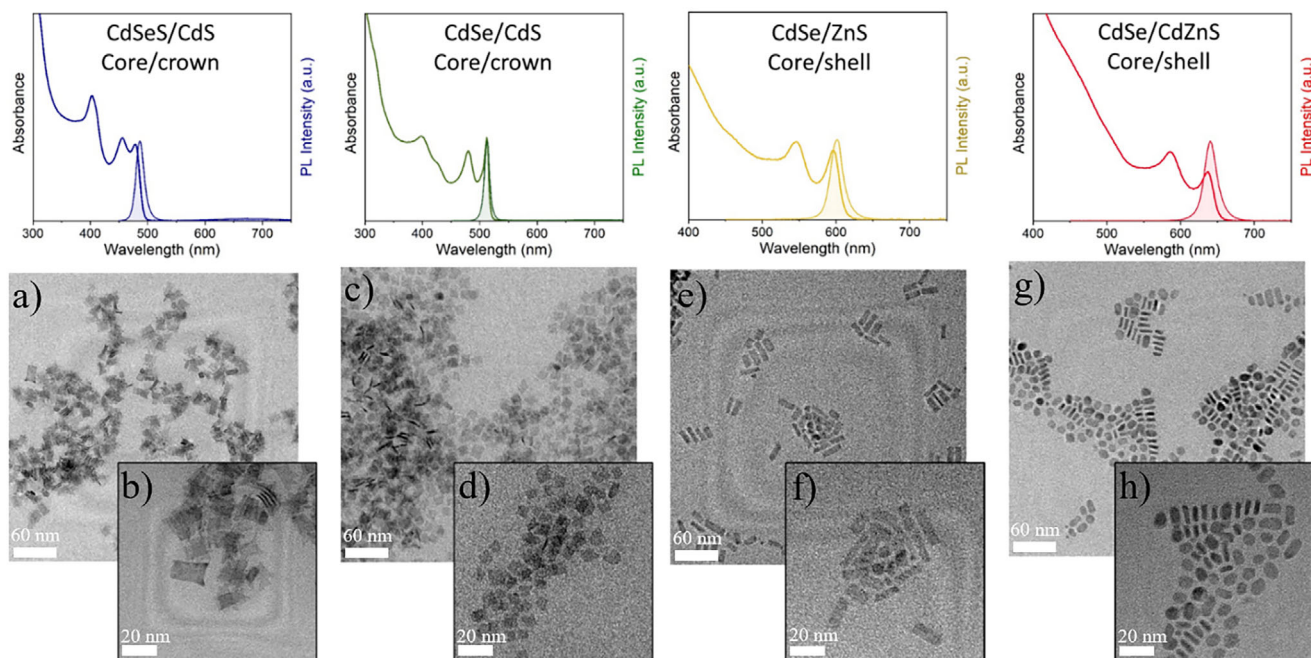 CdSeS/CdS
Core/crown
Absorbance
PL Intensity (a.u.)
300 400 500 600 700
Wavelength (nm)
CdSe/CdS
Core/crown
Absorbance
PL Intensity (a.u.)
300 400 500 600 700
Wavelength (nm)
CdSe/ZnS
Core/shell
Absorbance
PL Intensity (a.u.)
400 500 600 700
Wavelength (nm)
CdSe/CdZnS
Core/shell
Absorbance
PL Intensity (a.u.)
400 500 600 700
Wavelength (nm)
a)
60 nm
b)
20 nm
c)
60 nm
d)
20 nm
e)
60 nm
f)
20 nm
g)
60 nm
h)
20 nm